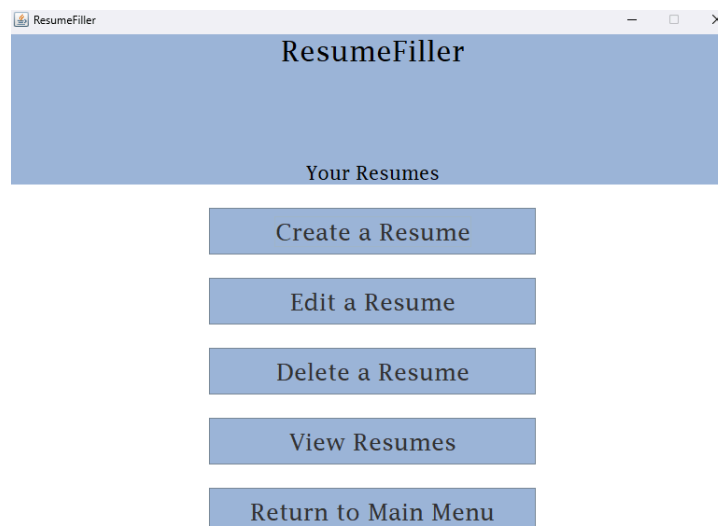 ResumeFiller
ResumeFiller
Your Resumes
Create a Resume
Edit a Resume
Delete a Resume
View Resumes
Return to Main Menu